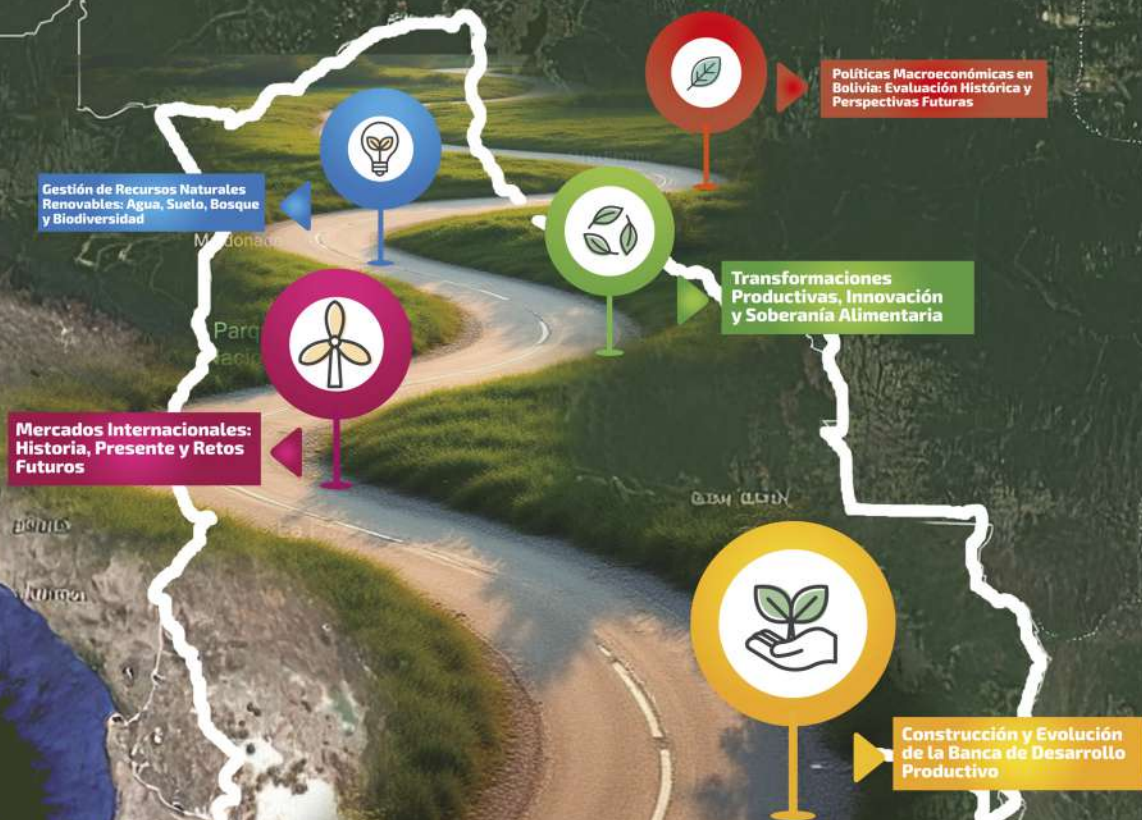 Políticas Macroeconómicas en
Bolivia: Evaluación Histórica y
Perspectivas Futuras
Gestión de Recursos Naturales
Renovables: Agua, Suelo, Bosque
y Biodiversidad
Transformaciones
Productivas, Innovación
y Soberanía Alimentaria
Mercados Internacionales:
Historia, Presente y Retos
Futuros
Construcción y Evolución
de la Banca de Desarrollo
Productivo